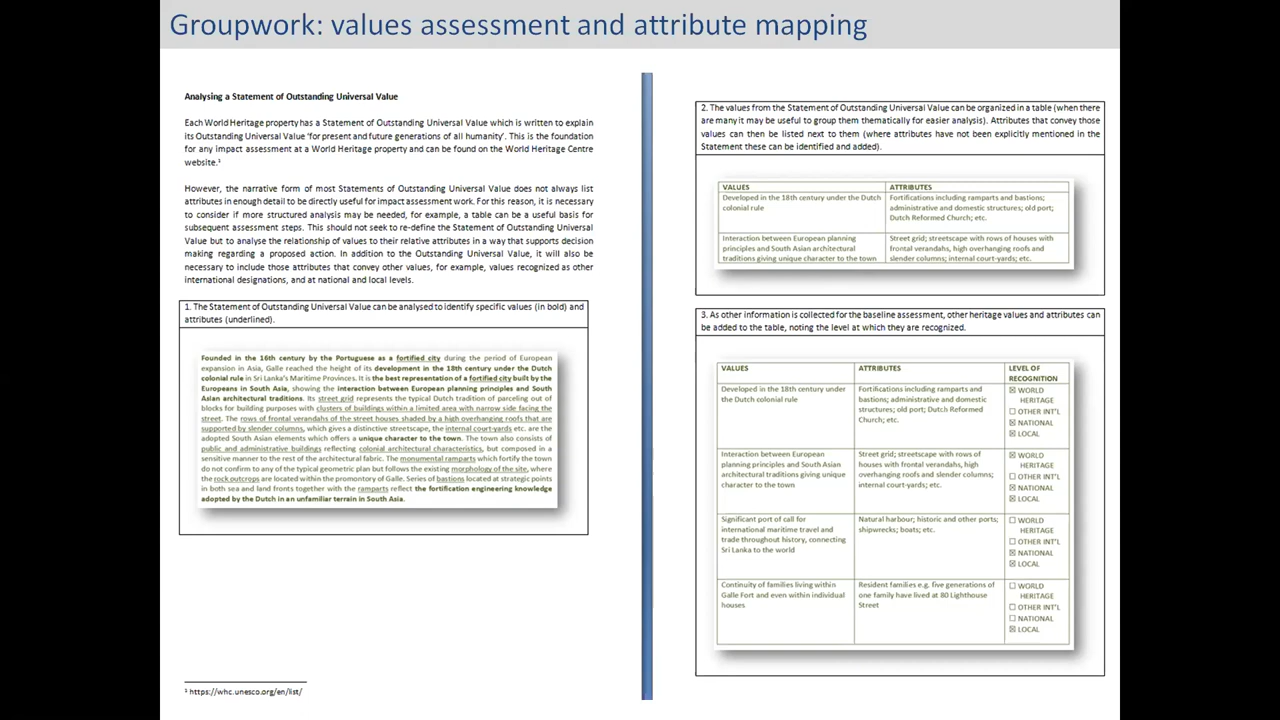 Groupwork: values assessment and attribute mapping
Analysing a Statement of Outstanding Universal Value
Each World Heritage property has a Statement of Outstanding Universal Value which is written to explain
its Outstanding Universal Value 'for present and future generations of all humanity'. This is the foundation
for any impact assessment at a World Heritage property and can be found on the World Heritage Centre
website.¹
However, the narrative form of most Statements of Outstanding Universal Value does not always list
attributes in enough detail to be directly useful for impact assessment work. For this reason, it is necessary
to consider if more structured analysis may be needed, for example, a table can be a useful basis for
subsequent assessment steps. This should not seek to re-define the Statement of Outstanding Universal
Value but to analyse the relationship of values to their relative attributes in a way that supports decision
making regarding a proposed action. In addition to the Outstanding Universal Value, it will also be
necessary to include those attributes that convey other values, for example, values recognized as other
international designations, and at national and local levels.
1. The Statement of Outstanding Universal Value can be analysed to identify specific values (in bold) and
attributes (underlined).
Founded in the 16th century by the Portuguese as a fortified city during the period of European
expansion in Asia, Galle reached the height of its development in the 18th century under the Dutch
colonial rule in Sri Lanka's Maritime Provinces. It is the best representation of a fortified city built by the
Europeans in South Asia, showing the interaction between European planning principles and South
Asian architectural traditions. Its street grid represents the typical Dutch tradition of parceling out of
blocks for building purposes with clusters of buildings within a limited area with narrow side facing the
street. The rows of frontal verandahs of the street houses shaded by a high overhanging roofs that are
supported by slender columns, which gives a distinctive streetscape, the internal court-yards etc. are the
adopted South Asian elements which offers a unique character to the town. The town also consists of
public and administrative buildings reflecting colonial architectural characteristics, but composed in a
sensitive manner to the rest of the architectural fabric. The monumental ramparts which fortify the town
do not confirm to any of the typical geometric plan but follows the existing morphology of the site, where
the rock outcrops are located within the promontory of Galle. Series of bastions located at strategic points
in both sea and land fronts together with the ramparts reflect the fortification engineering knowledge
adopted by the Dutch in an unfamiliar terrain in South Asia.
¹ https://whc.unesco.org/en/list/
2. The values from the Statement of Outstanding Universal Value can be organized in a table (when there
are many it may be useful to group them thematically for easier analysis). Attributes that convey those
values can then be listed next to them (where attributes have not been explicitly mentioned in the
Statement these can be identified and added).
VALUES ATTRIBUTES
Developed in the 18th century under the Dutch Fortifications including ramparts and bastions;
colonial rule administrative and domestic structures; old port;
Dutch Reformed Church; etc.
Interaction between European planning Street grid; streetscape with rows of houses with
principles and South Asian architectural frontal verandahs, high overhanging roofs and
traditions giving unique character to the town slender columns; internal court-yards; etc.
3. As other information is collected for the baseline assessment, other heritage values and attributes can
be added to the table, noting the level at which they are recognized.
VALUES ATTRIBUTES LEVEL OF
RECOGNITION
Developed in the 18th century under Fortifications including ramparts and ☒ WORLD
the Dutch colonial rule bastions; administrative and domestic HERITAGE
structures; old port; Dutch Reformed ☐ OTHER INT'L
Church; etc. ☒ NATIONAL
☒ LOCAL
Interaction between European Street grid; streetscape with rows of ☒ WORLD
planning principles and South Asian houses with frontal verandahs, high HERITAGE
architectural traditions giving unique overhanging roofs and slender columns; ☐ OTHER INT'L
character to the town internal court-yards; etc. ☒ NATIONAL
☒ LOCAL
Significant port of call for Natural harbour; historic and other ports; ☐ WORLD
international maritime travel and shipwrecks; boats; etc. HERITAGE
trade throughout history, connecting ☐ OTHER INT'L
Sri Lanka to the world ☒ NATIONAL
☒ LOCAL
Continuity of families living within Resident families e.g. five generations of ☐ WORLD
Galle Fort and even within individual one family have lived at 80 Lighthouse HERITAGE
houses Street ☐ OTHER INT'L
☐ NATIONAL
☒ LOCAL